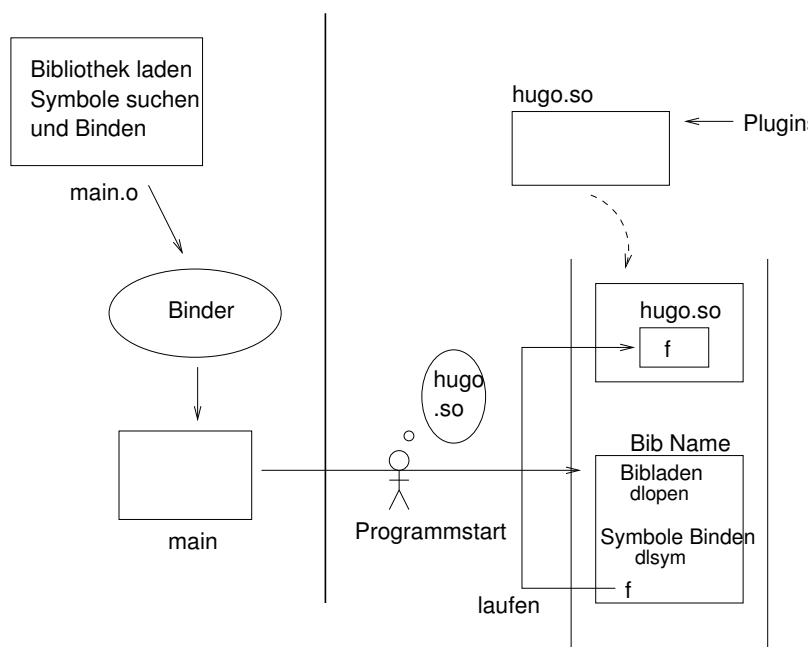 Bibliothek laden
Symbole suchen
und Binden
main.o
Binder
main
hugo.so
Plugins
hugo.so
f
hugo
.so
Programmstart
Bib Name
Bibladen
dlopen
Symbole Binden
dlsym
f
laufen